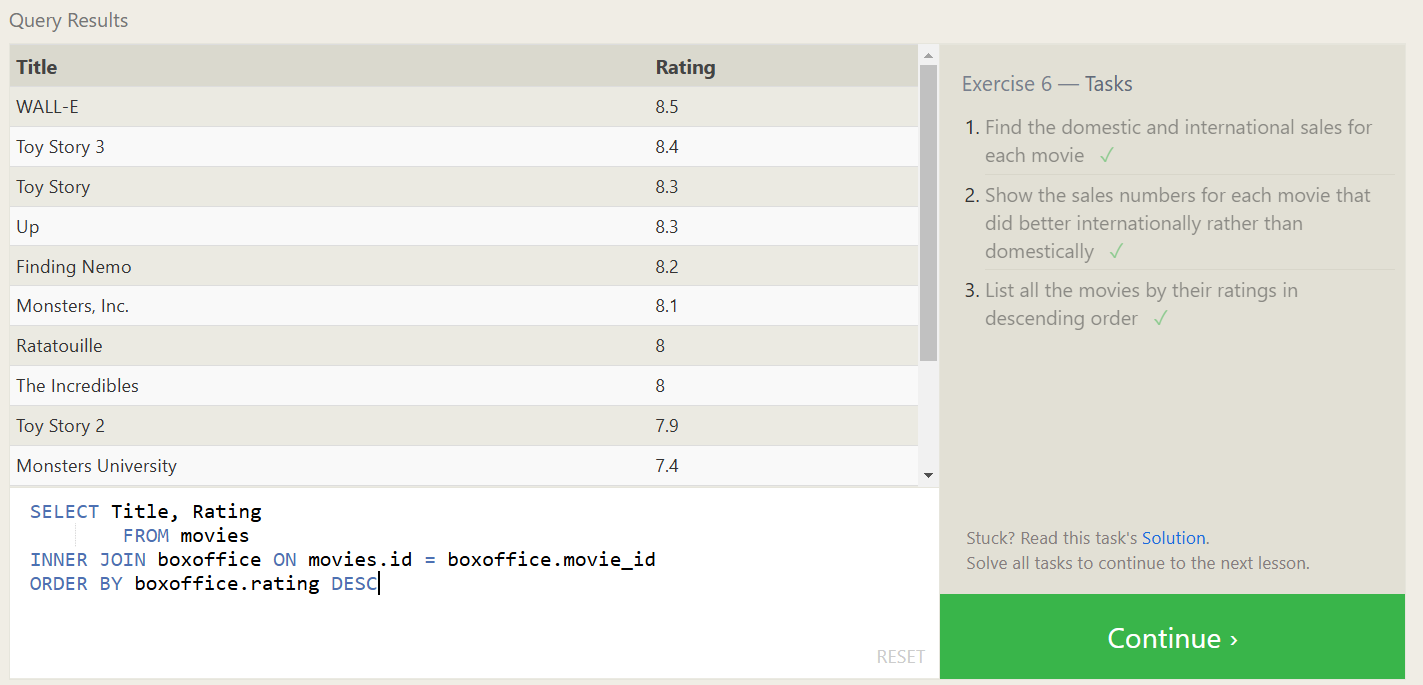 Query Results
Title Rating
WALL-E 8.5
Toy Story 3 8.4
Toy Story 8.3
Up 8.3
Finding Nemo 8.2
Monsters, Inc. 8.1
Ratatouille 8
The Incredibles 8
Toy Story 2 7.9
Monsters University 7.4
SELECT Title, Rating
FROM movies
INNER JOIN boxoffice ON movies.id = boxoffice.movie_id
ORDER BY boxoffice.rating DESC
RESET
Exercise 6 — Tasks
1. Find the domestic and international sales for
each movie ✓
2. Show the sales numbers for each movie that
did better internationally rather than
domestically ✓
3. List all the movies by their ratings in
descending order ✓
Stuck? Read this task's Solution.
Solve all tasks to continue to the next lesson.
Continue ›